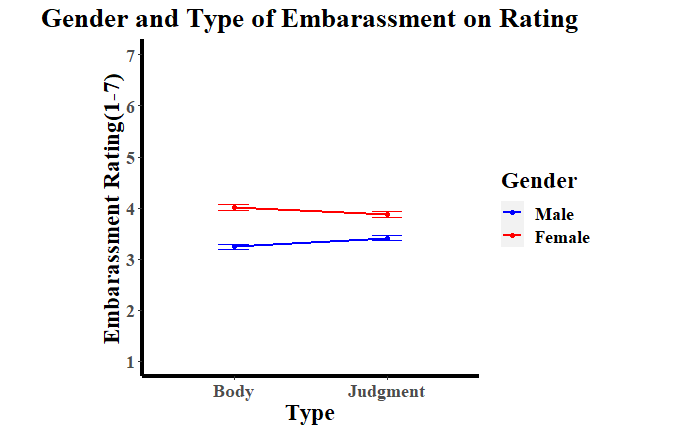 Gender and Type of Embarassment on Rating
Embarassment Rating(1-7)
7
6
5
4
3
2
1
Body
Judgment
Type
Gender
Male
Female